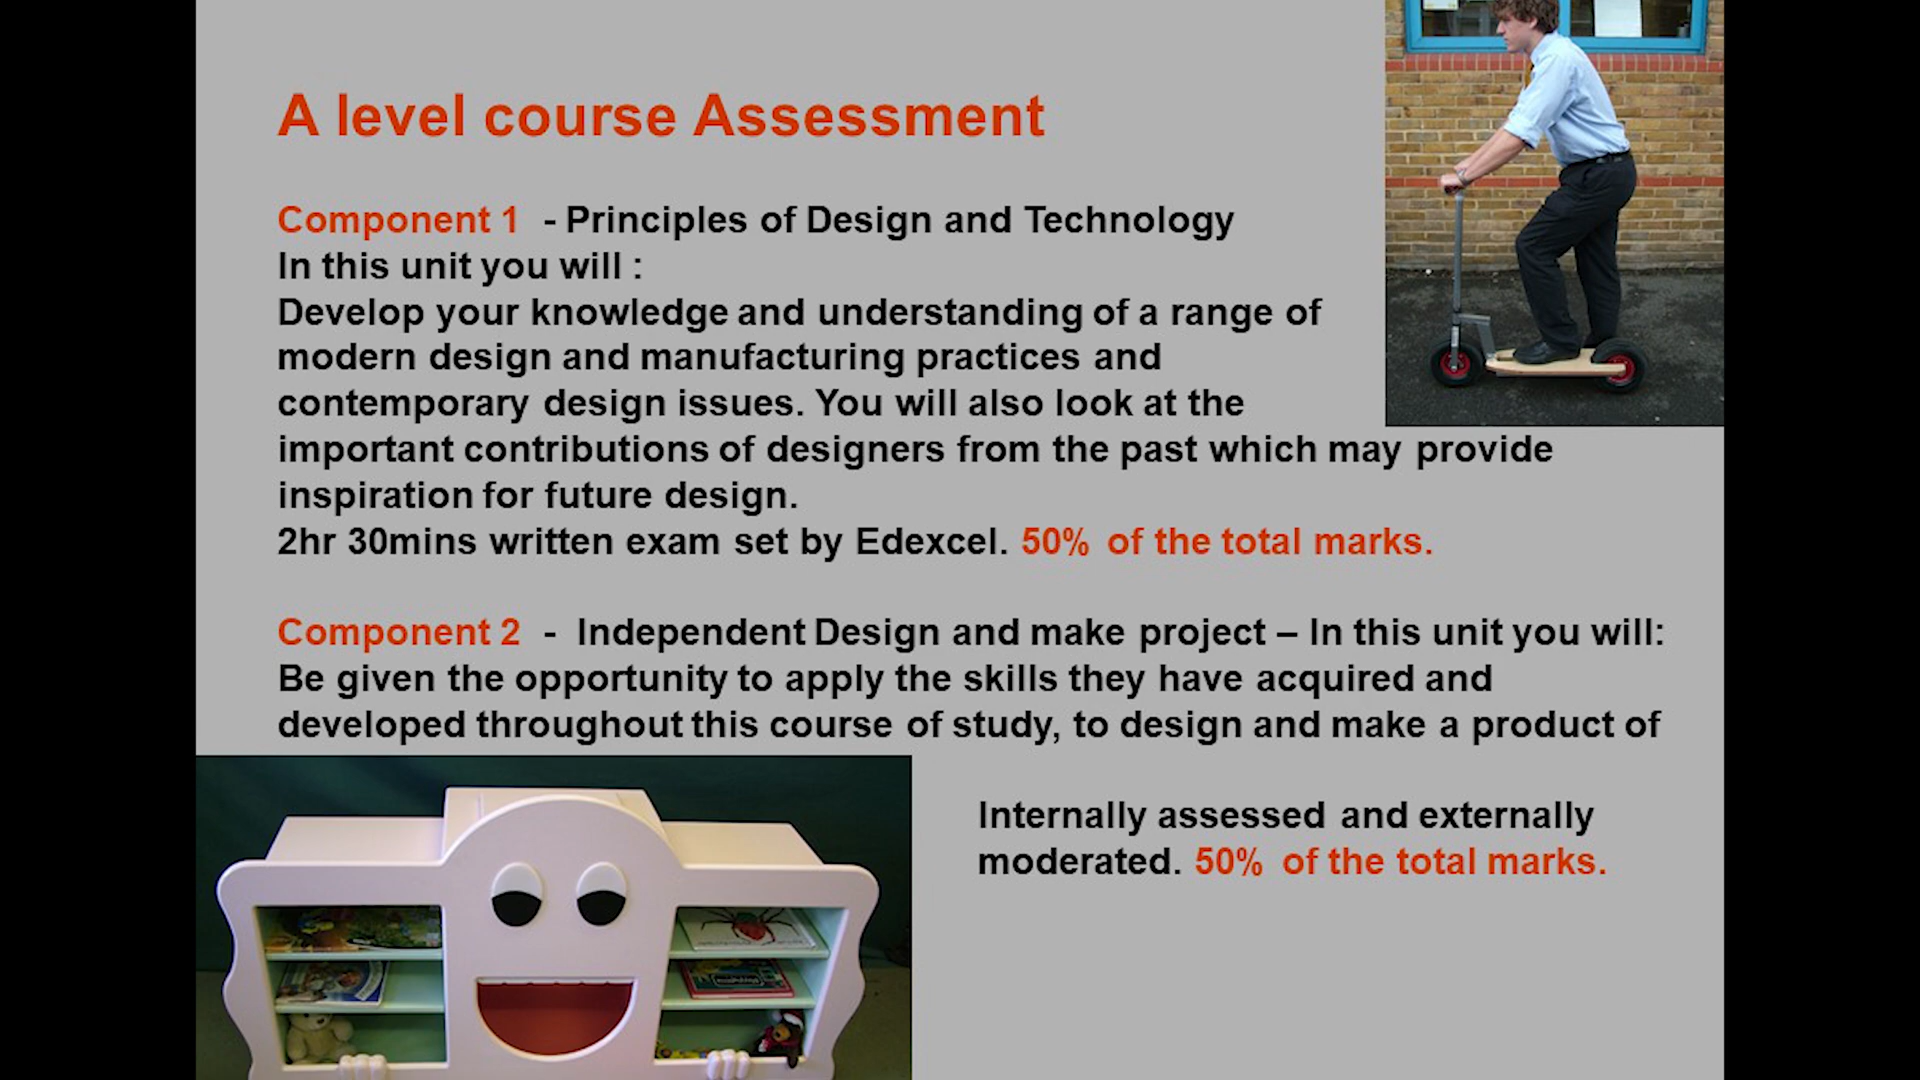 A level course Assessment
Component 1 - Principles of Design and Technology
In this unit you will :
Develop your knowledge and understanding of a range of
modern design and manufacturing practices and
contemporary design issues. You will also look at the
important contributions of designers from the past which may provide
inspiration for future design.
2hr 30mins written exam set by Edexcel. 50% of the total marks.
Component 2 - Independent Design and make project – In this unit you will:
Be given the opportunity to apply the skills they have acquired and
developed throughout this course of study, to design and make a product of
Internally assessed and externally
moderated. 50% of the total marks.